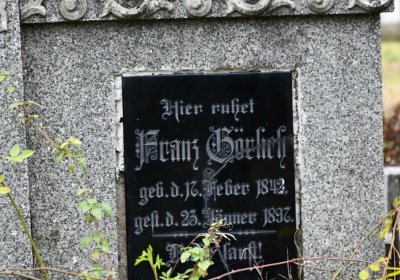 Hier ruhet
Franz Görlich
geb. d. 17. Feber 1842,
gest. d. 25. Jänner 1897.
sanft!